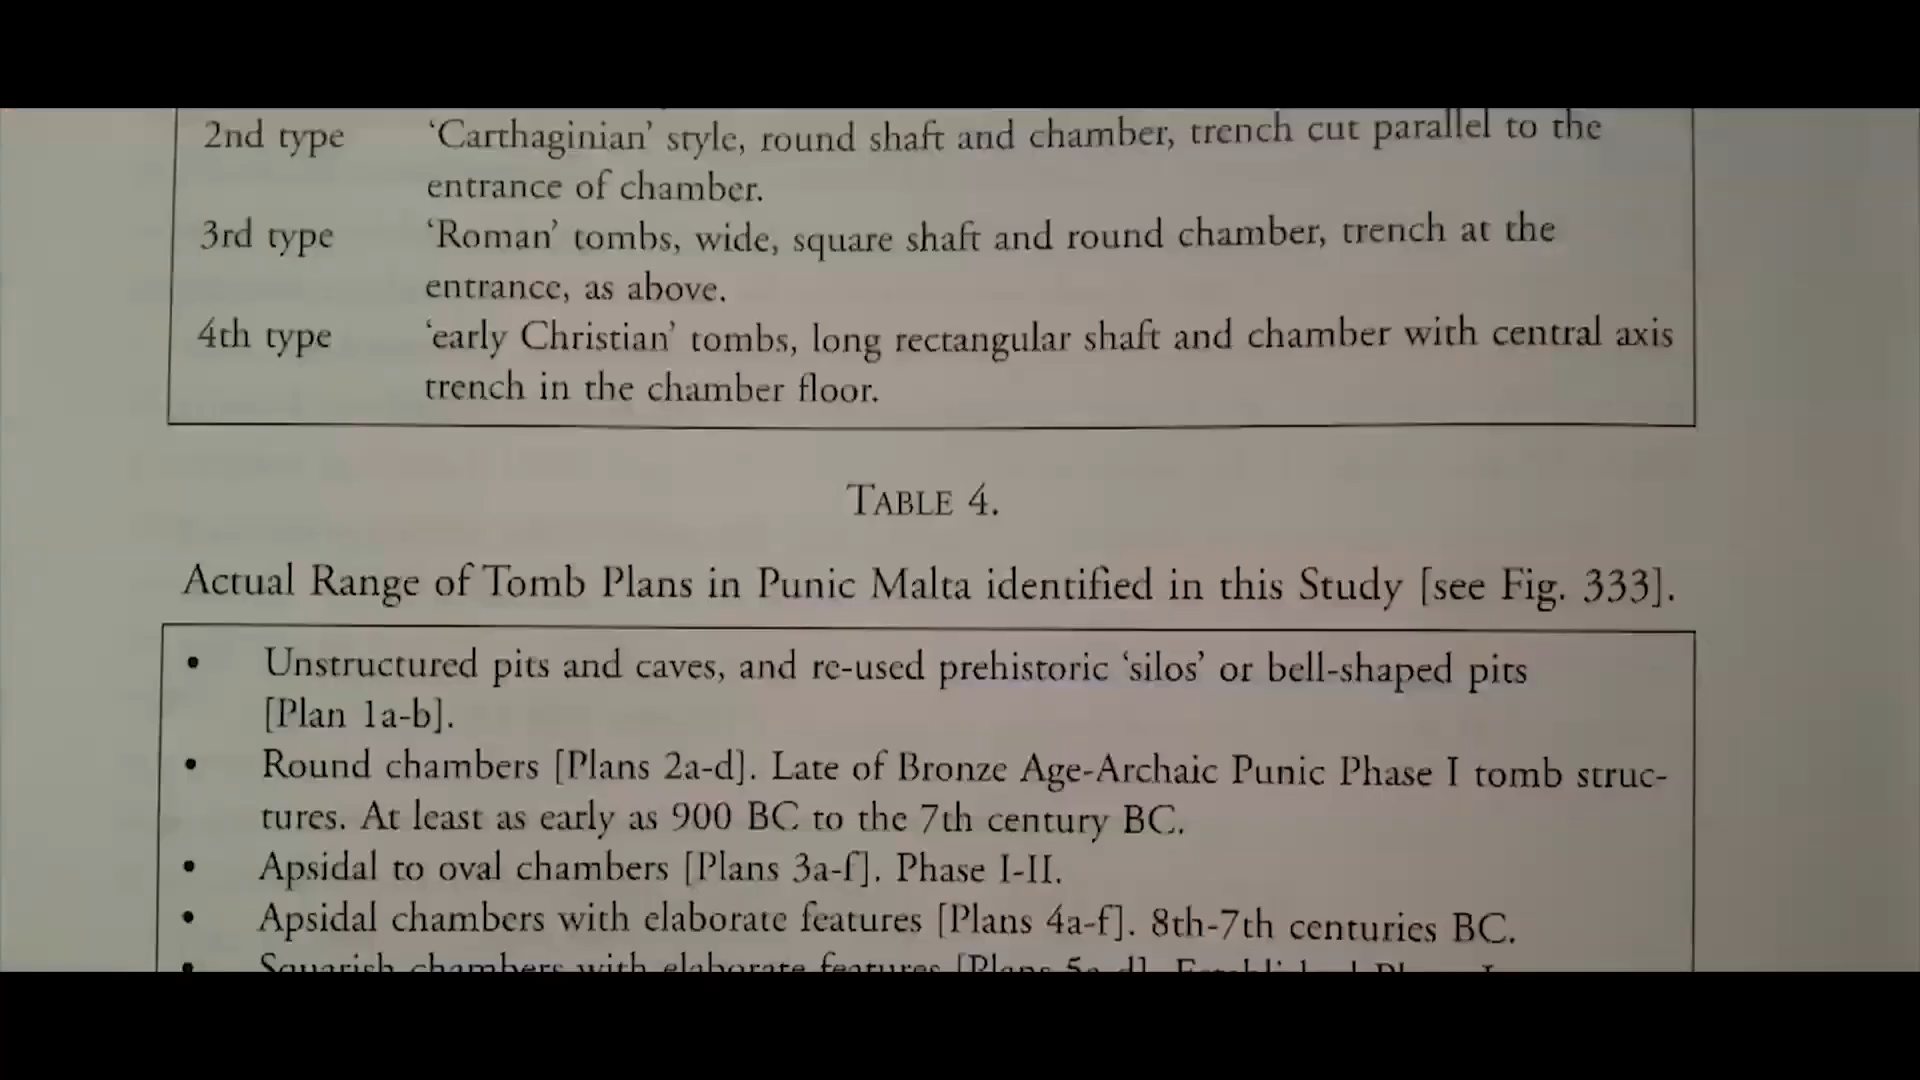 2nd type 'Carthaginian' style, round shaft and chamber, trench cut parallel to the
entrance of chamber.
3rd type 'Roman' tombs, wide, square shaft and round chamber, trench at the
entrance, as above.
4th type 'early Christian' tombs, long rectangular shaft and chamber with central axis
trench in the chamber floor.
TABLE 4.
Actual Range of Tomb Plans in Punic Malta identified in this Study [see Fig. 333].
• Unstructured pits and caves, and re-used prehistoric 'silos' or bell-shaped pits
[Plan 1a-b].
• Round chambers [Plans 2a-d]. Late of Bronze Age-Archaic Punic Phase I tomb struc-
tures. At least as early as 900 BC to the 7th century BC.
• Apsidal to oval chambers [Plans 3a-f]. Phase I-II.
• Apsidal chambers with elaborate features [Plans 4a-f]. 8th-7th centuries BC.
• Squarish chambers with elaborate features [Plans